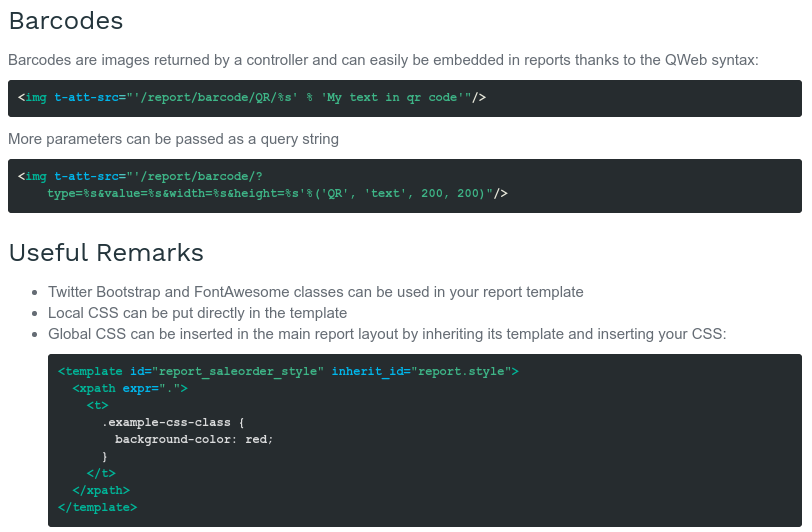 Barcodes
Barcodes are images returned by a controller and can easily be embedded in reports thanks to the QWeb syntax:
<img t-att-src="'/report/barcode/QR/%s' % 'My text in qr code'"/>
More parameters can be passed as a query string
<img t-att-src="'/report/barcode/?
    type=%s&value=%s&width=%s&height=%s'%('QR', 'text', 200, 200)"/>
Useful Remarks
• Twitter Bootstrap and FontAwesome classes can be used in your report template
• Local CSS can be put directly in the template
• Global CSS can be inserted in the main report layout by inheriting its template and inserting your CSS:
<template id="report_saleorder_style" inherit_id="report.style">
  <xpath expr=".">
    <t>
      .example-css-class {
        background-color: red;
      }
    </t>
  </xpath>
</template>